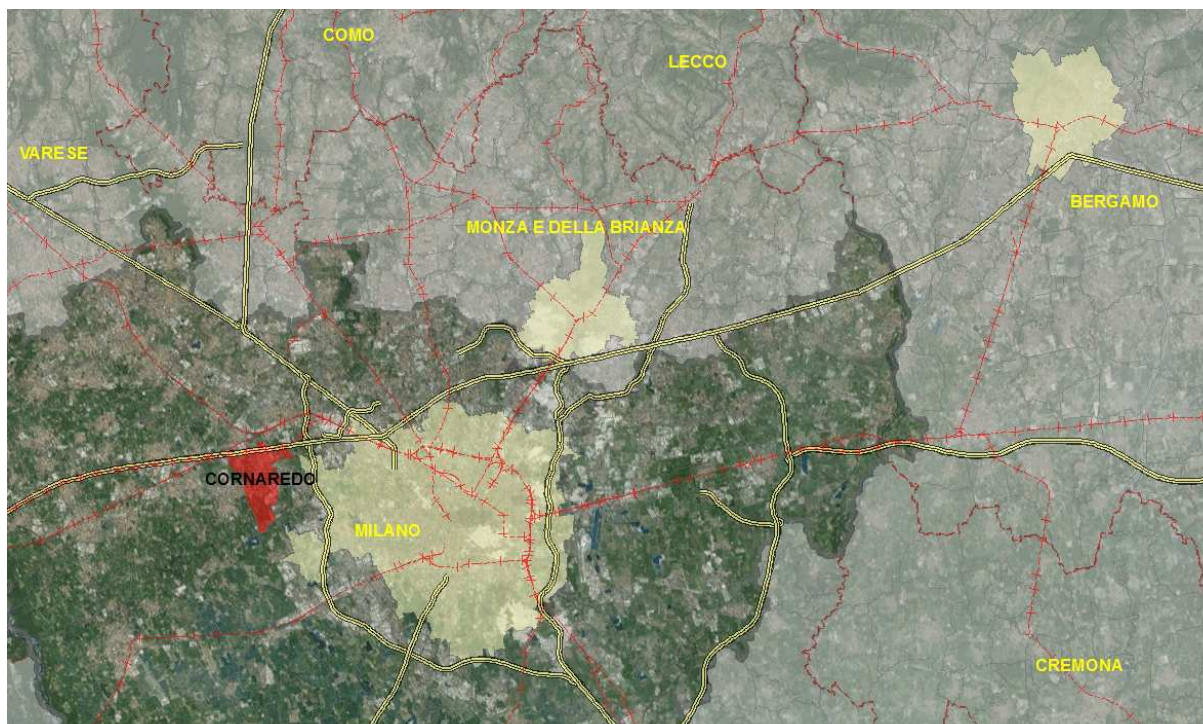 COMO
LECCO
VARESE
BERGAMO
MONZA E DELLA BRIANZA
CORNAREDO
MILANO
CREMONA